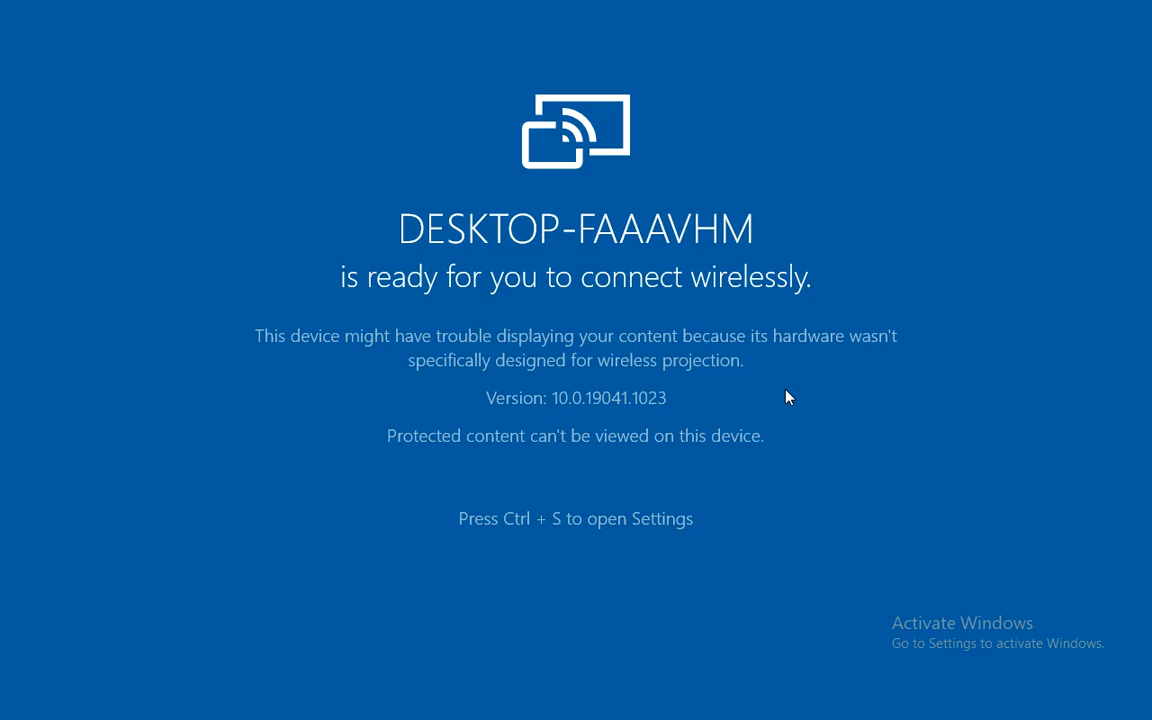 DESKTOP-FAAAVHM
is ready for you to connect wirelessly.
This device might have trouble displaying your content because its hardware wasn't
specifically designed for wireless projection.
Version: 10.0.19041.1023
Protected content can't be viewed on this device.
Press Ctrl + S to open Settings
Activate Windows
Go to Settings to activate Windows.